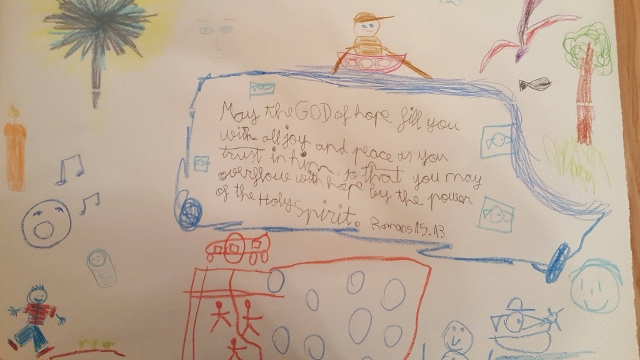 May the GOD of hope fill you
with all joy and peace as you
trust in him, so that you may
overflow with hope by the power
of the Holy Spirit.
Romans 15.13